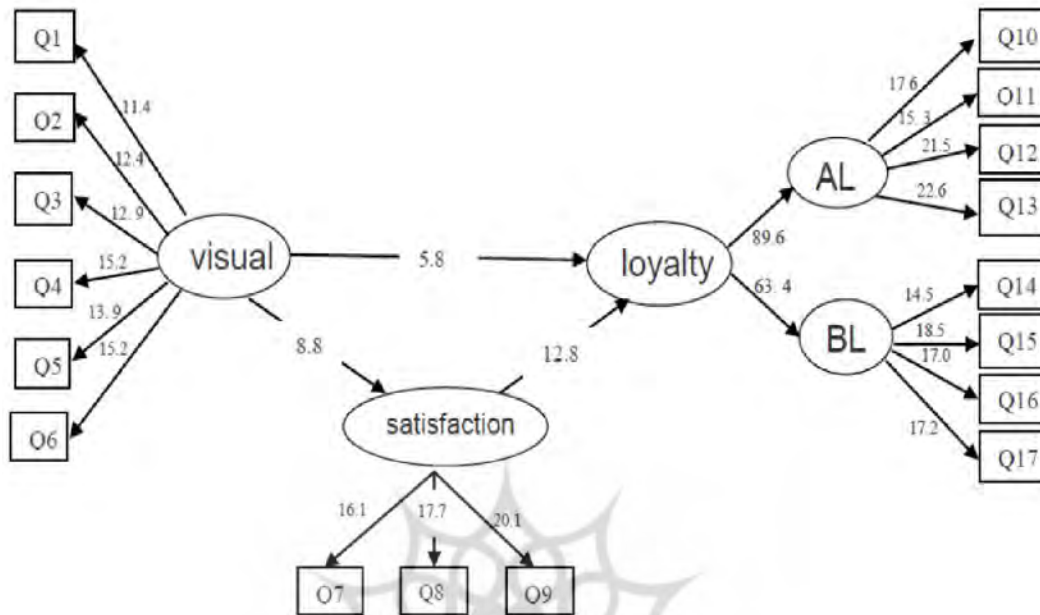 Q1
Q2
Q3
Q4
Q5
Q6
11.4
12.4
12.9
15.2
13.9
15.2
visual
5.8
8.8
satisfaction
12.8
16.1
17.7
20.1
Q7
Q8
Q9
loyalty
89.6
63.4
AL
17.6
15.3
21.5
22.6
Q10
Q11
Q12
Q13
BL
14.5
18.5
17.0
17.2
Q14
Q15
Q16
Q17